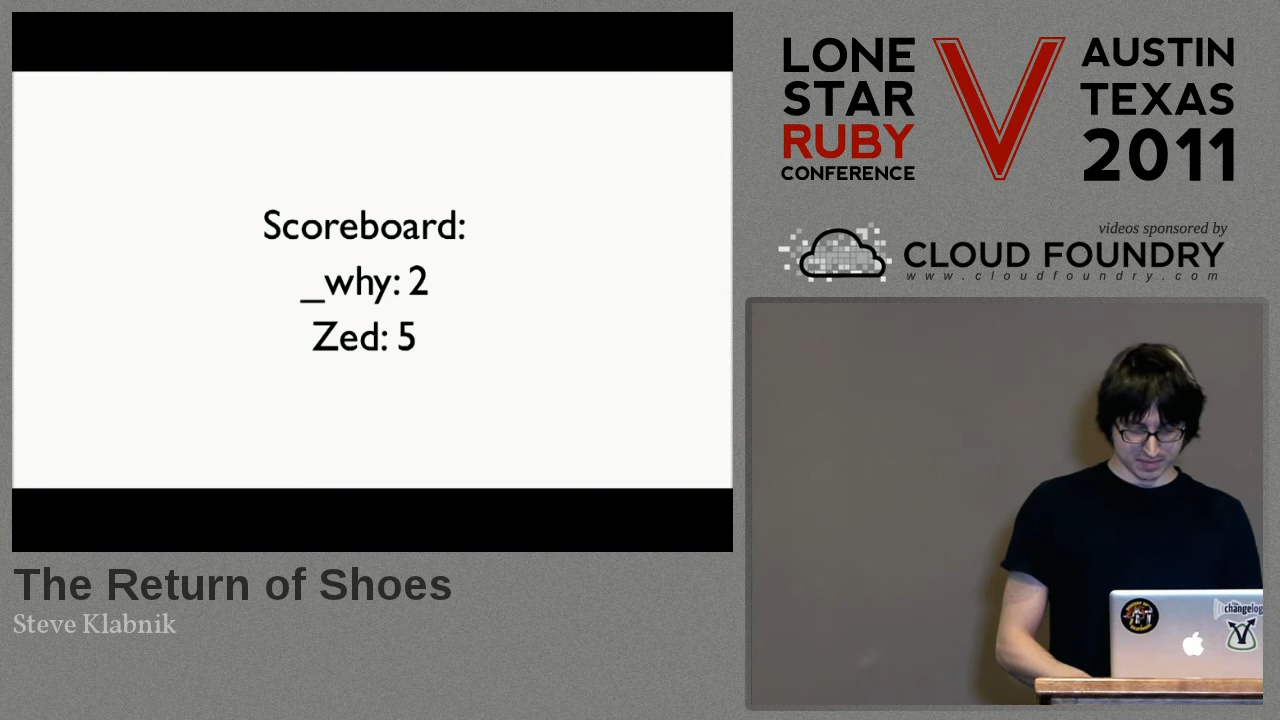 Scoreboard:
_why: 2
Zed: 5
The Return of Shoes
Steve Klabnik
LONE
STAR
RUBY
CONFERENCE
V
AUSTIN
TEXAS
2011
videos sponsored by
CLOUD FOUNDRY
www.cloudfoundry.com
changelog